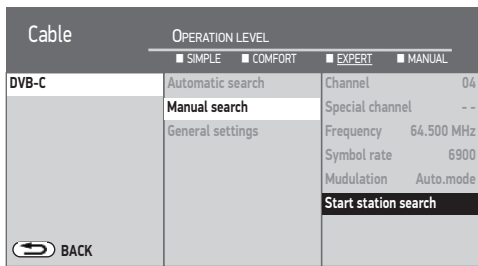 Cable
OPERATION LEVEL
SIMPLE COMFORT EXPERT MANUAL
DVB-C Automatic search Channel 04
Manual search Special channel - -
General settings Frequency 64.500 MHz
Symbol rate 6900
Mudulation Auto.mode
Start station search
BACK